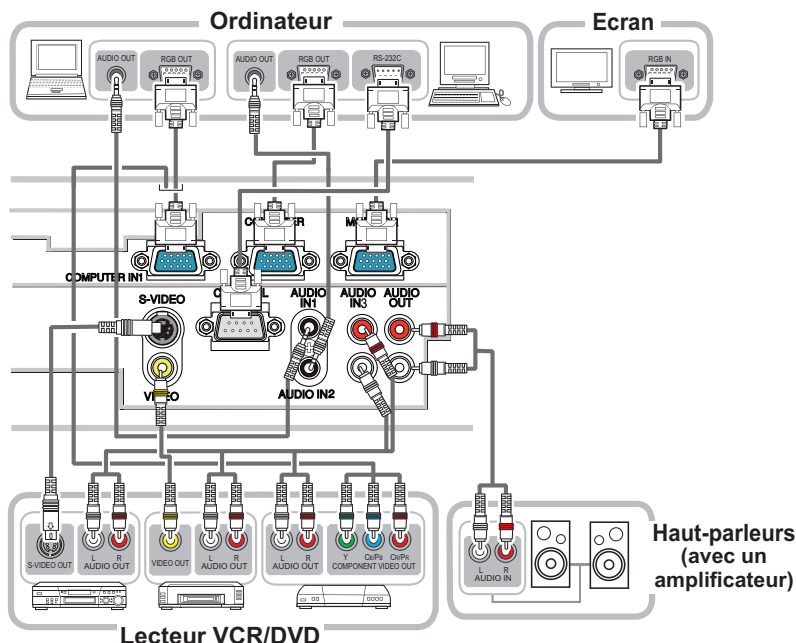 Ordinateur
Ecran
AUDIO OUT
RGB OUT
AUDIO OUT
RGB OUT
RS-232C
RGB IN
COMPUTER IN1
S-VIDEO
AUDIO IN1
AUDIO IN3
AUDIO OUT
VIDEO
AUDIO IN2
S-VIDEO OUT
L
R
AUDIO OUT
VIDEO OUT
L
R
AUDIO OUT
L
R
AUDIO OUT
Y
CB/PB
CR/PR
COMPONENT VIDEO OUT
L
R
AUDIO IN
Haut-parleurs
(avec un
amplificateur)
Lecteur VCR/DVD